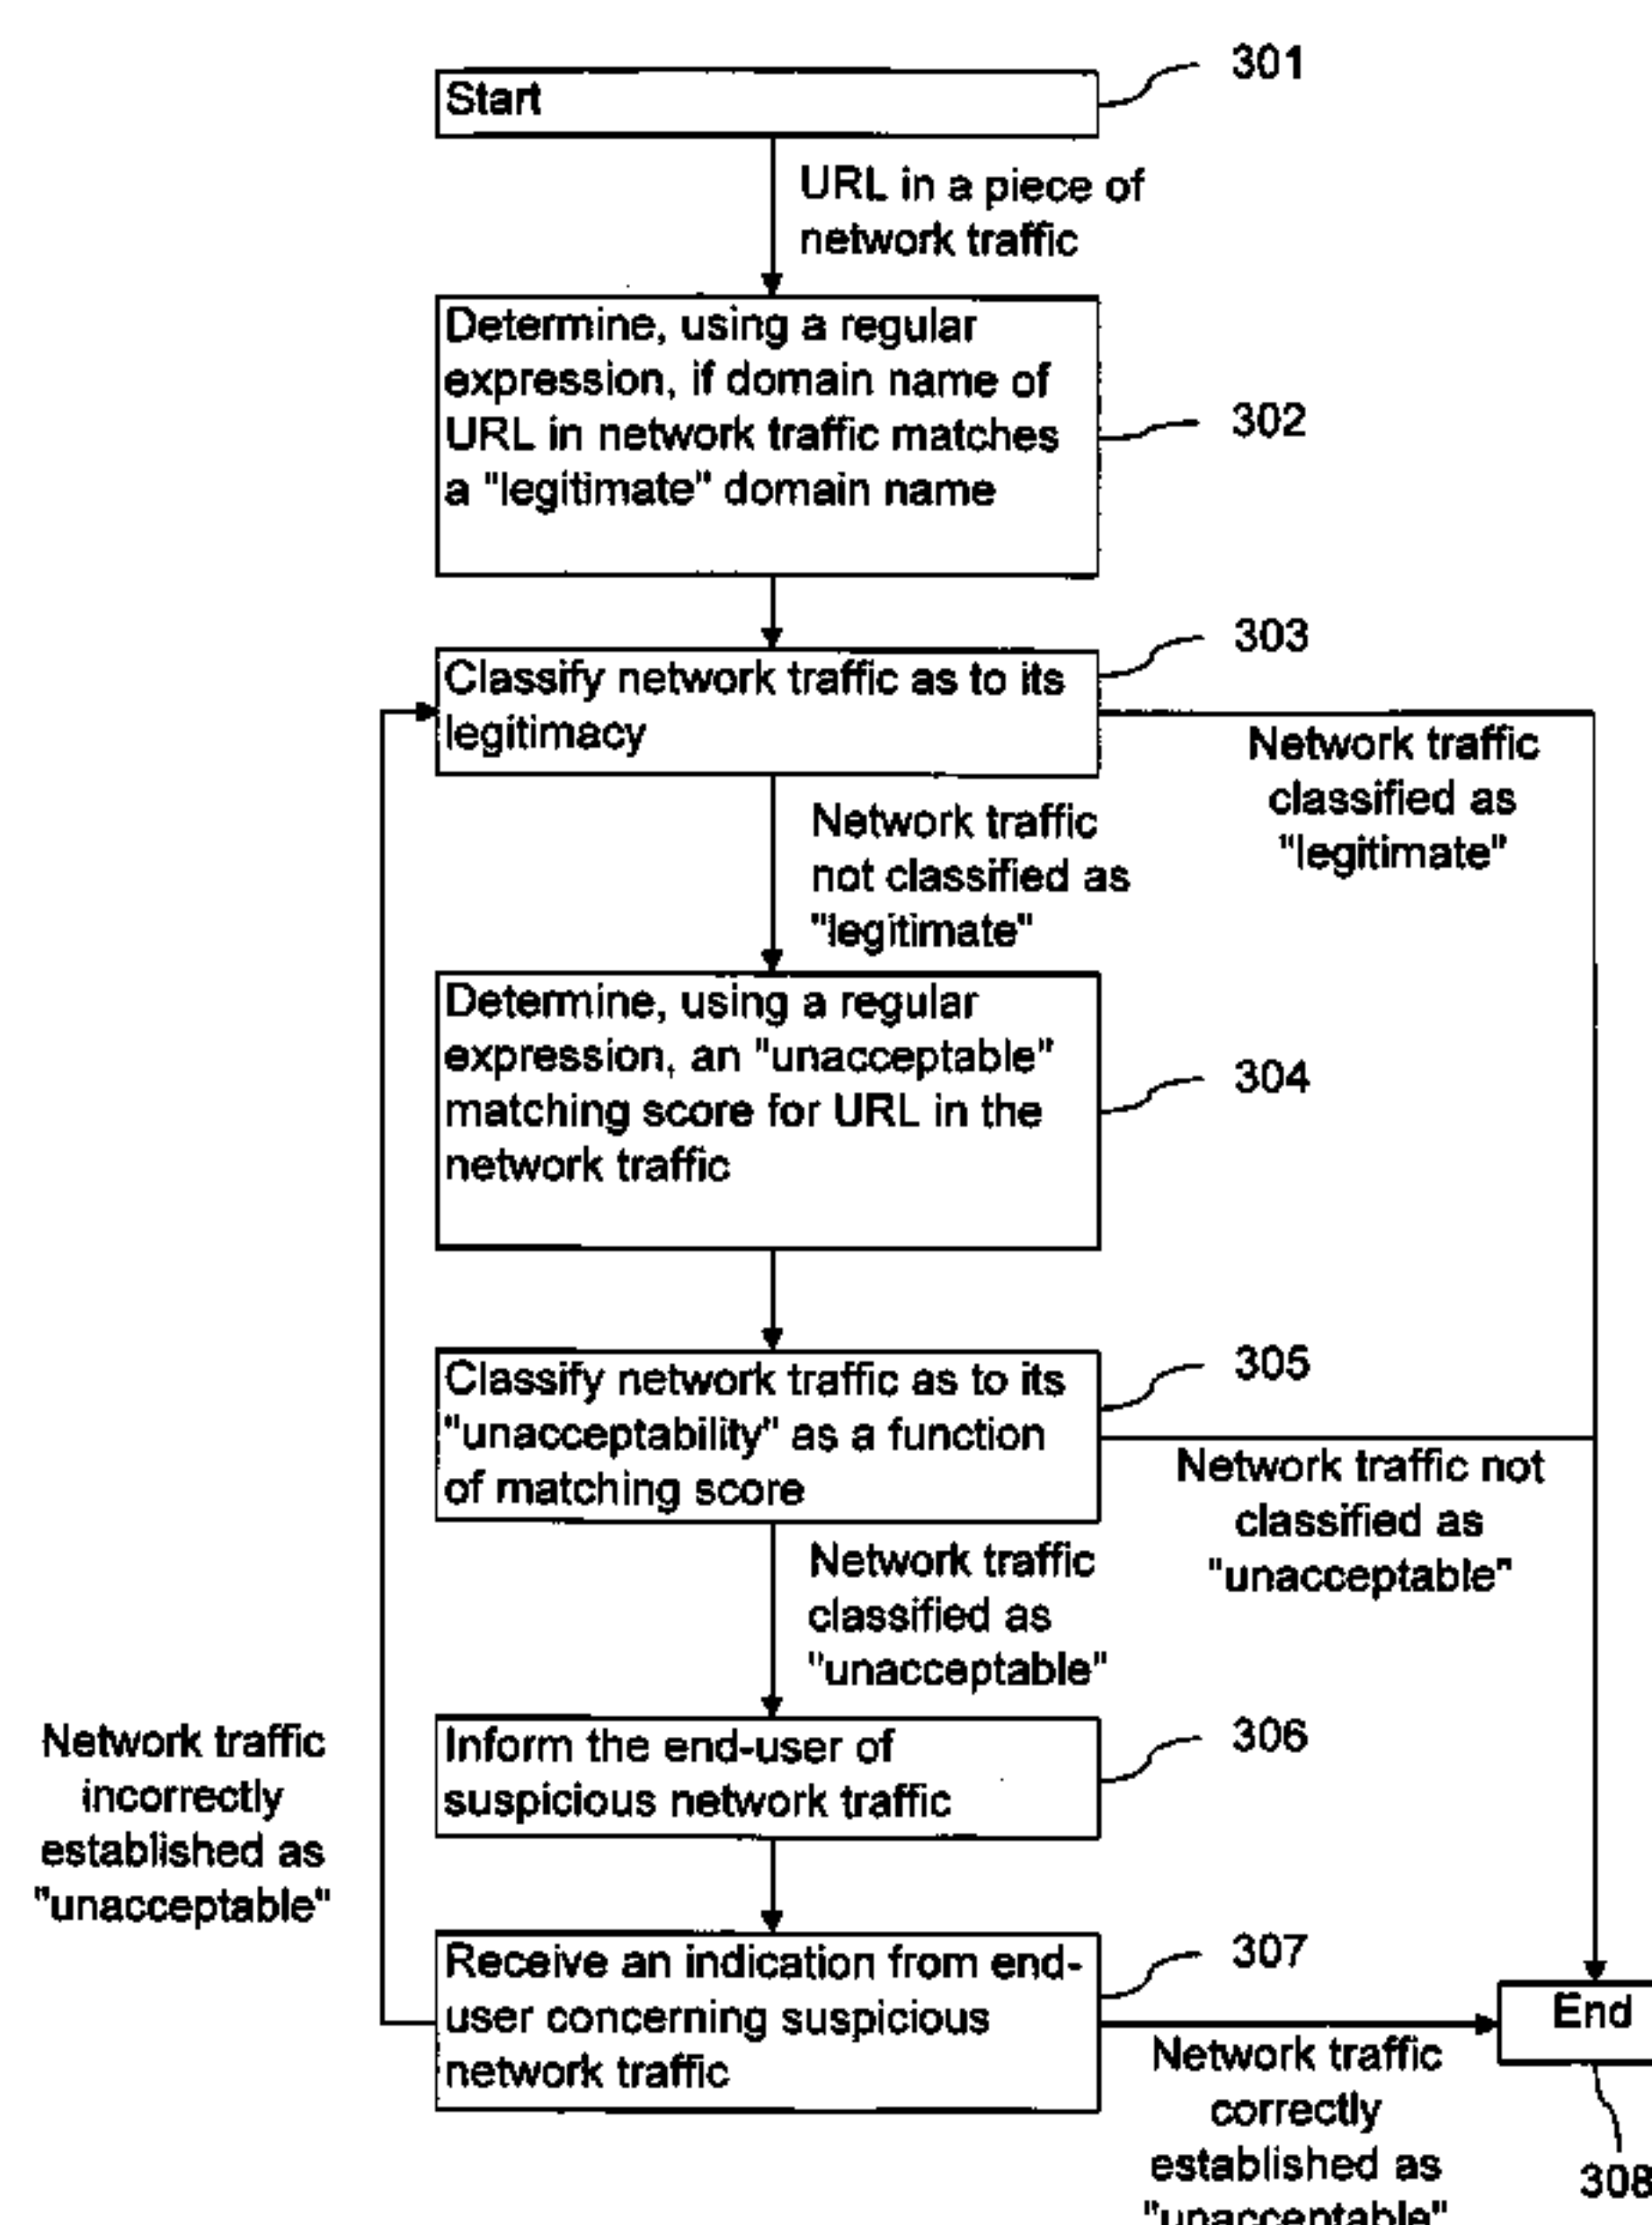 301
Start
URL in a piece of
network traffic
Determine, using a regular
expression, if domain name of
URL in network traffic matches
a "legitimate" domain name
302
303
Classify network traffic as to its
legitimacy
Network traffic
classified as
"legitimate"
Network traffic
not classified as
"legitimate"
Determine, using a regular
expression, an "unacceptable"
matching score for URL in the
network traffic
304
305
Classify network traffic as to its
"unacceptability" as a function
of matching score
Network traffic not
classified as
"unacceptable"
Network traffic
classified as
"unacceptable"
Inform the end-user of
suspicious network traffic
306
Network traffic
incorrectly
established as
"unacceptable"
Receive an indication from end-
user concerning suspicious
network traffic
307
End
Network traffic
correctly
established as
"unacceptable"
308